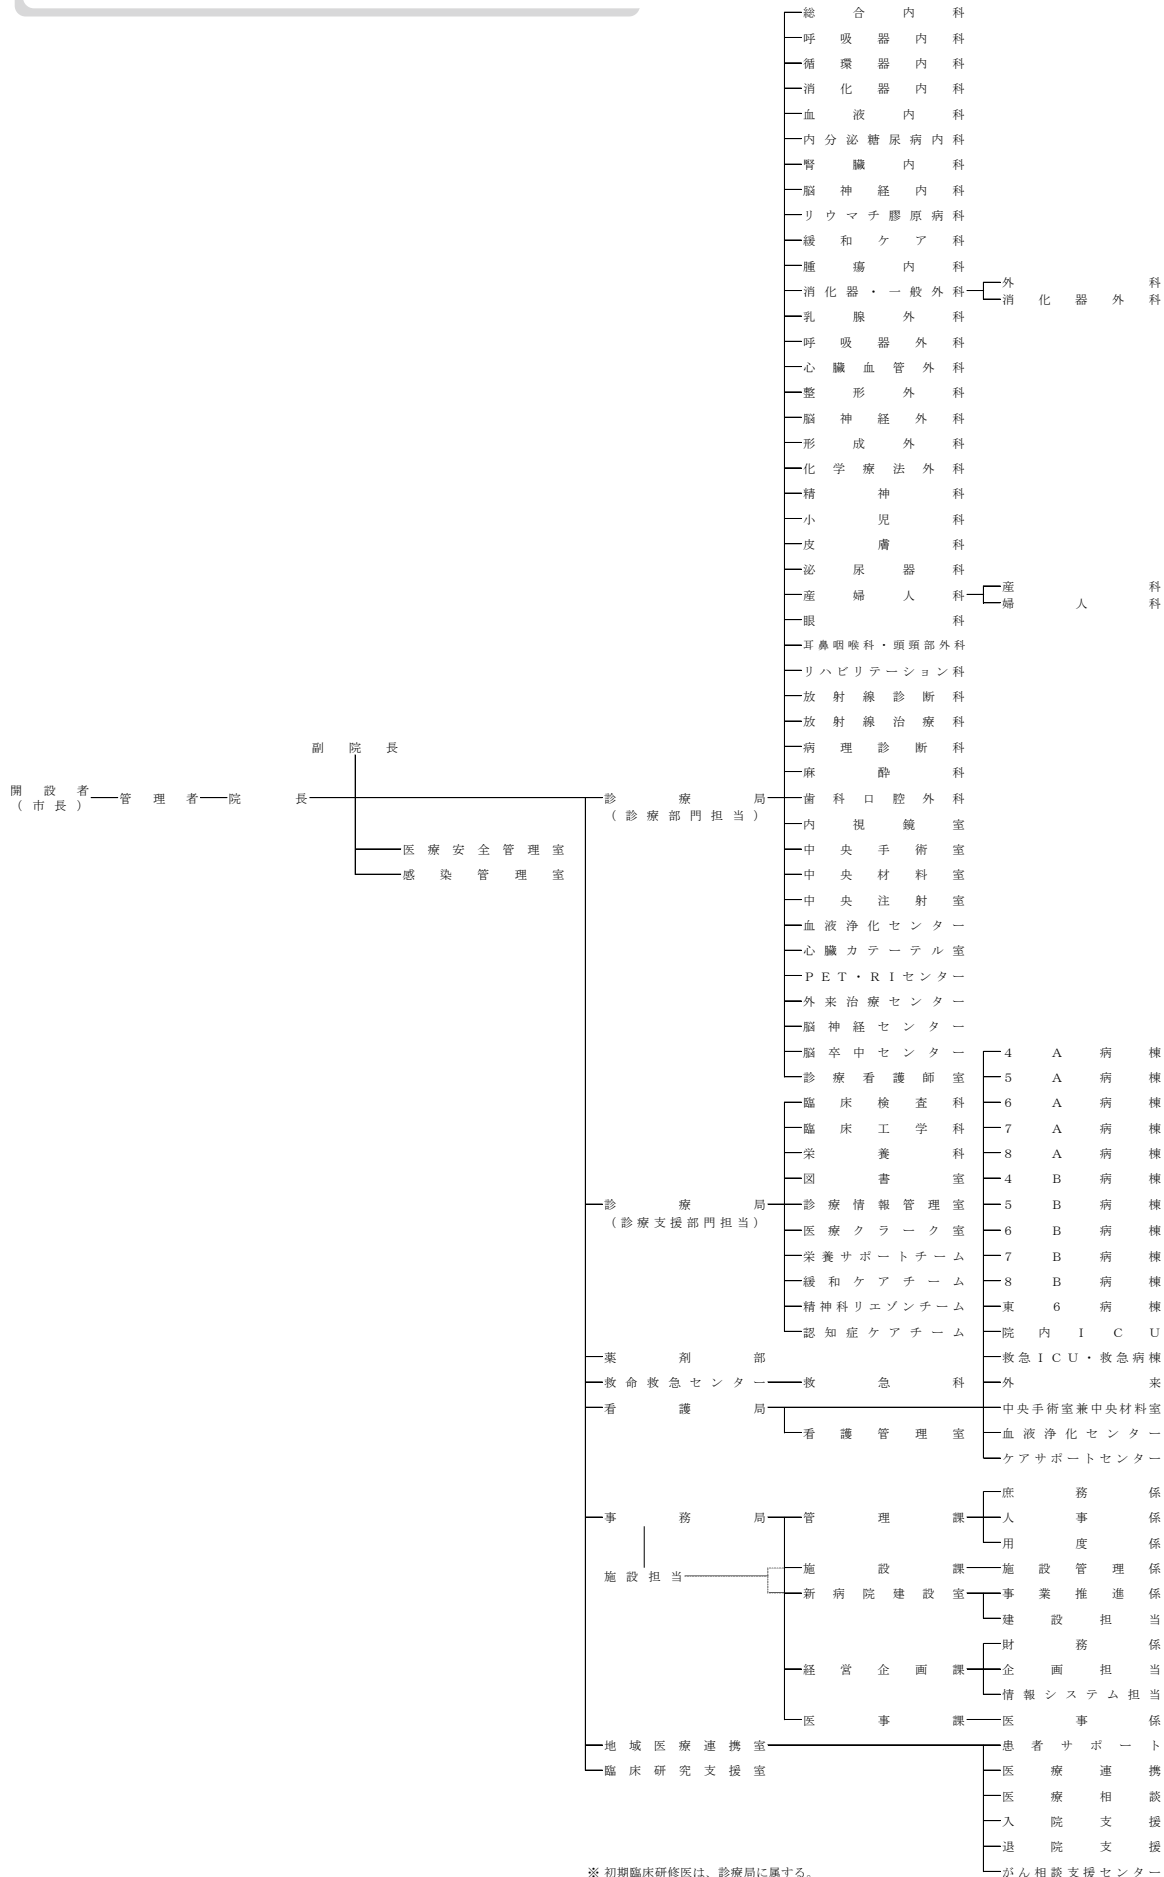 総合内科
呼吸器内科
循環器内科
消化器内科
血液内科
内分泌糖尿病内科
腎臓内科
脳神経内科
リウマチ膠原病科
緩和ケア科
腫瘍内科
消化器・一般外科
外科
消化器外科
乳腺外科
呼吸器外科
心臓血管外科
整形外科
脳神経外科
形成外科
化学療法外科
精神科
小児科
皮膚科
泌尿器科
産婦人科
産科
婦人科
眼科
耳鼻咽喉科・頭頸部外科
リハビリテーション科
放射線診断科
放射線治療科
病理診断科
麻酔科
副院長
開設者
(市長)
管理者
院長
診療局
(診療部門担当)
歯科口腔外科
内視鏡室
医療安全管理室
感染管理室
中央手術室
中央材料室
中央注射室
血液浄化センター
心臓カテーテル室
PET・RIセンター
外来治療センター
脳神経センター
脳卒中センター
診療看護師室
診療局
(診療支援部門担当)
臨床検査科
臨床工学科
栄養科
図書室
診療情報管理室
医療クラーク室
栄養サポートチーム
緩和ケアチーム
精神科リエゾンチーム
認知症ケアチーム
薬剤部
救命救急センター
救急科
看護局
看護管理室
4A病棟
5A病棟
6A病棟
7A病棟
8A病棟
4B病棟
5B病棟
6B病棟
7B病棟
8B病棟
東6病棟
院内ICU
救急ICU・救急病棟
外来
中央手術室兼中央材料室
血液浄化センター
ケアサポートセンター
事務局
施設担当
管理課
庶務係
人事係
用度係
施設課
施設管理係
新病院建設室
事業推進係
建設担当
経営企画課
財務係
企画担当
情報システム担当
医事課
医事係
地域医療連携室
患者サポート
医療連携
医療相談
入院支援
退院支援
がん相談支援センター
臨床研究支援室
※ 初期臨床研修医は、診療局に属する。